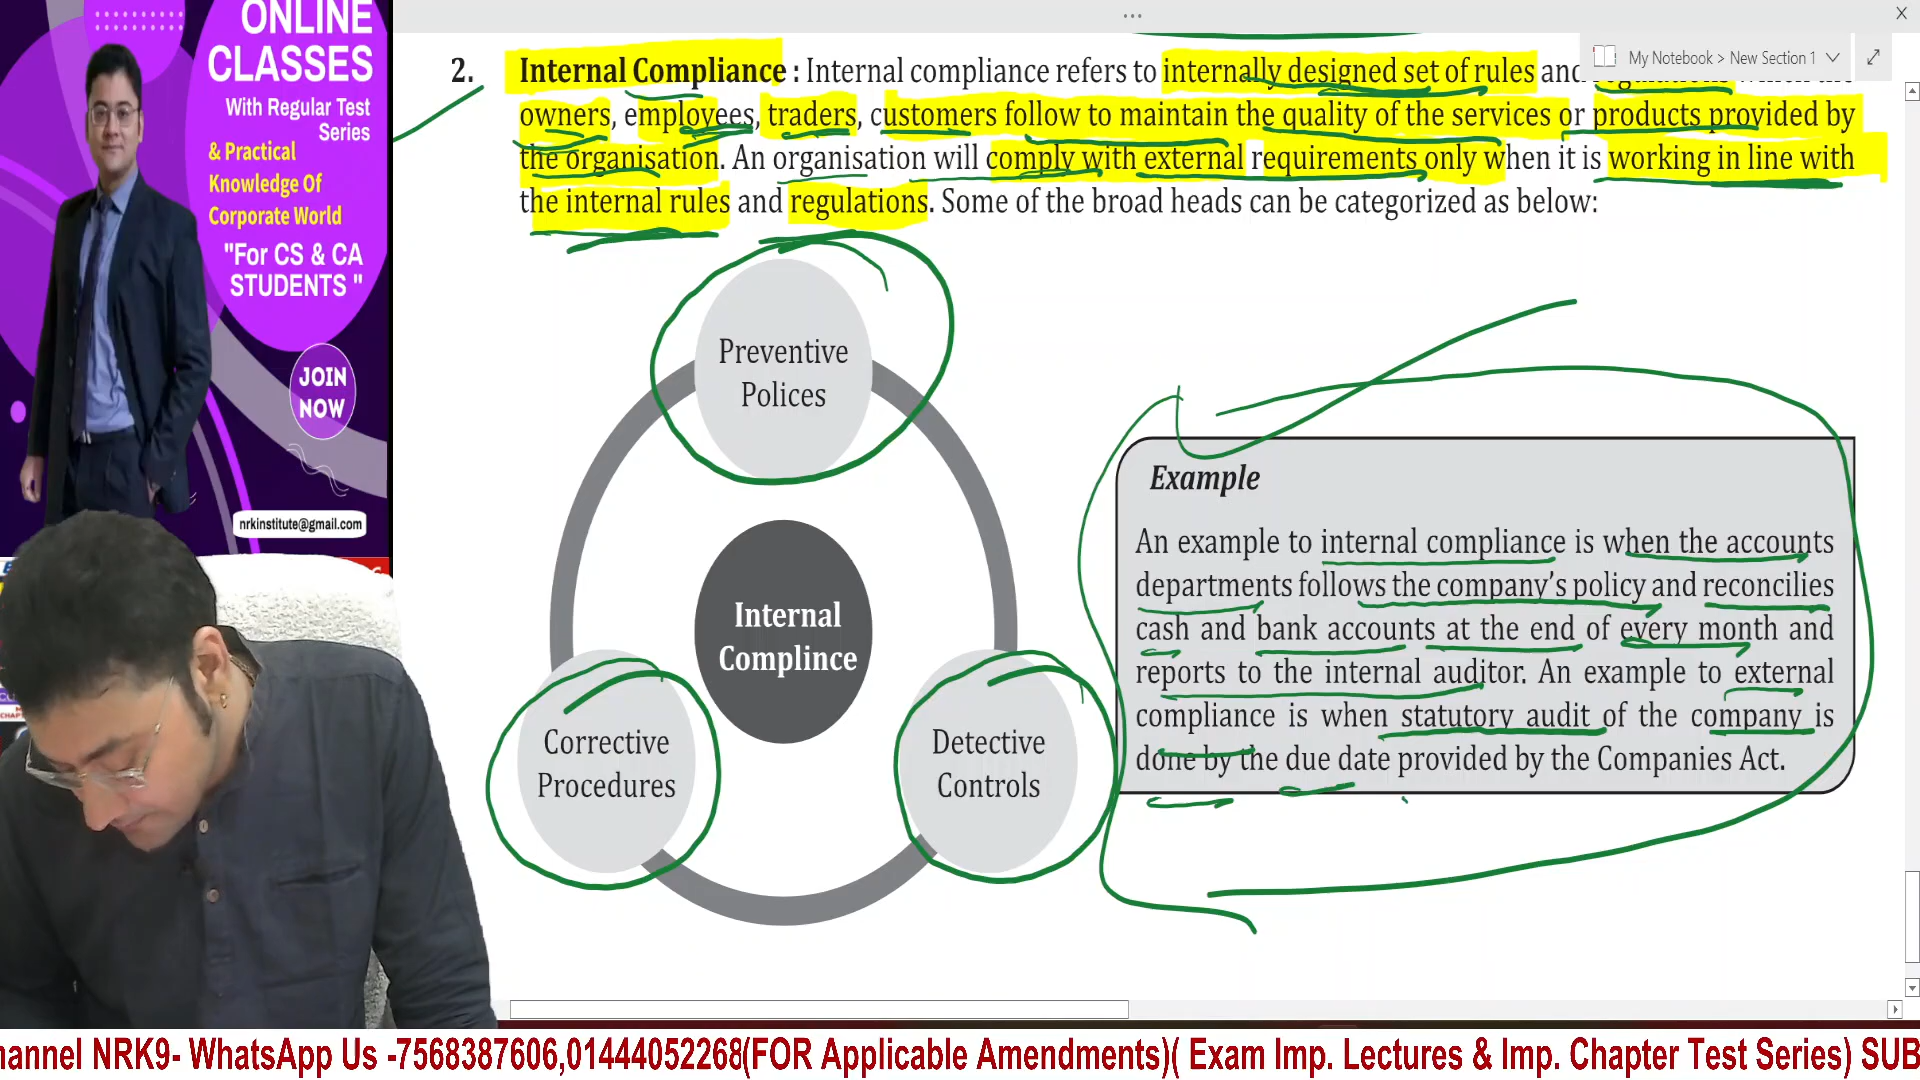 ONLINE
CLASSES
With Regular Test
Series
& Practical
Knowledge Of
Corporate World
"For CS & CA
STUDENTS "
JOIN
NOW
nrkinstitute@gmail.com
My Notebook > New Section 1
2. Internal Compliance : Internal compliance refers to internally designed set of rules and
owners, employees, traders, customers follow to maintain the quality of the services or products provided by
the organisation. An organisation will comply with external requirements only when it is working in line with
the internal rules and regulations. Some of the broad heads can be categorized as below:
Preventive
Polices
Internal
Complince
Corrective
Procedures
Detective
Controls
Example
An example to internal compliance is when the accounts
departments follows the company's policy and reconcilies
cash and bank accounts at the end of every month and
reports to the internal auditor. An example to external
compliance is when statutory audit of the company is
done by the due date provided by the Companies Act.
hannel NRK9- WhatsApp Us -7568387606,01444052268(FOR Applicable Amendments)( Exam Imp. Lectures & Imp. Chapter Test Series) SUB